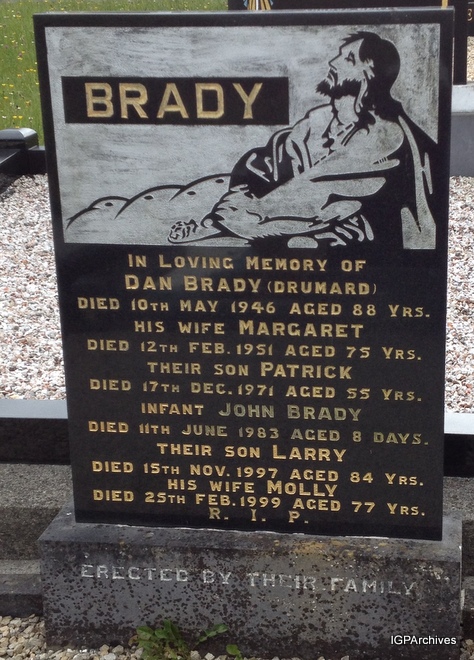 BRADY
IN LOVING MEMORY OF
DAN BRADY (DRUMARD)
DIED 10TH MAY 1946 AGED 88 YRS.
HIS WIFE MARGARET
DIED 12TH FEB. 1951 AGED 75 YRS.
THEIR SON PATRICK
DIED 17TH DEC. 1971 AGED 55 YRS.
INFANT JOHN BRADY
DIED 11TH JUNE 1983 AGED 8 DAYS.
THEIR SON LARRY
DIED 15TH NOV. 1997 AGED 84 YRS.
HIS WIFE MOLLY
DIED 25TH FEB. 1999 AGED 77 YRS.
R. I. P.
ERECTED BY THEIR FAMILY
IGPArchives